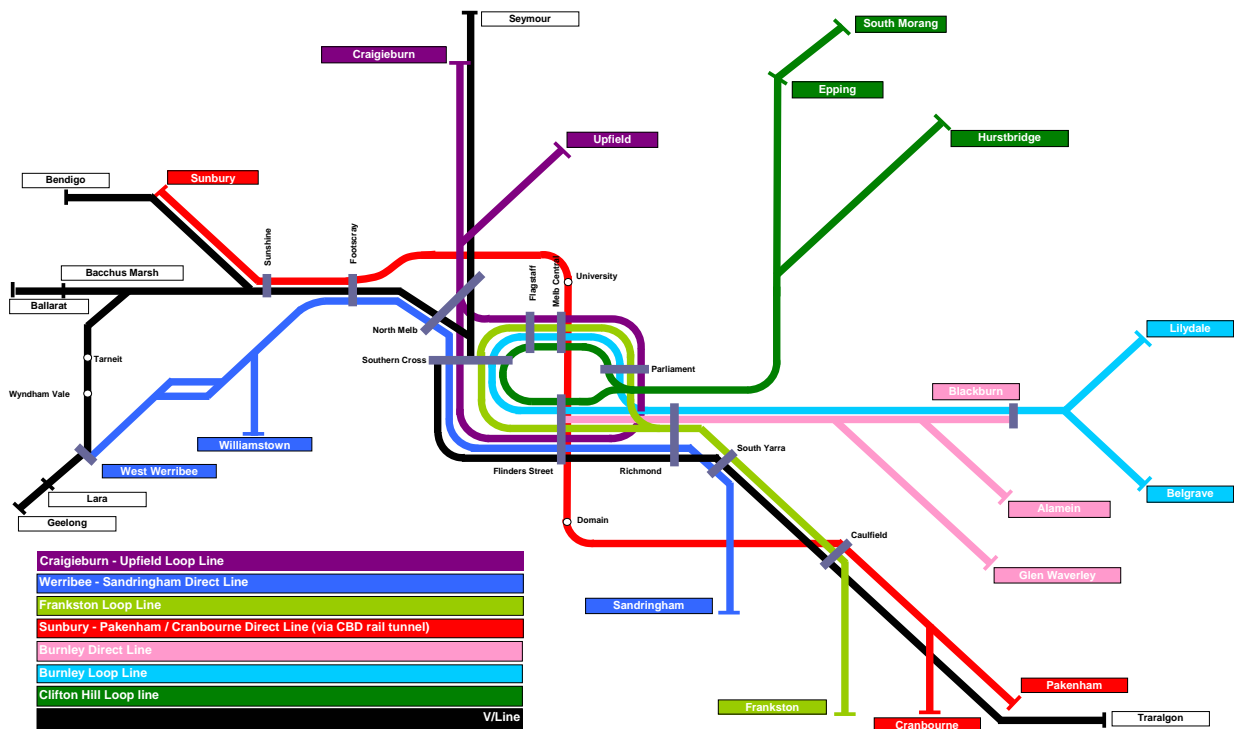 Seymour
South Morang
Craigieburn
Epping
Upfield
Hurstbridge
Bendigo
Sunbury
Sunshine
Footscray
Bacchus Marsh
Ballarat
University
Flagstaff
Melb Central
North Melb
Southern Cross
Tarneit
Wyndham Vale
Parliament
Lilydale
Blackburn
Williamstown
West Werribee
Lara
Geelong
Flinders Street
Richmond
South Yarra
Belgrave
Alamein
Domain
Caulfield
Glen Waverley
Sandringham
Pakenham
Frankston
Cranbourne
Traralgon
Craigieburn - Upfield Loop Line
Werribee - Sandringham Direct Line
Frankston Loop Line
Sunbury - Pakenham / Cranbourne Direct Line (via CBD rail tunnel)
Burnley Direct Line
Burnley Loop Line
Clifton Hill Loop line
V/Line